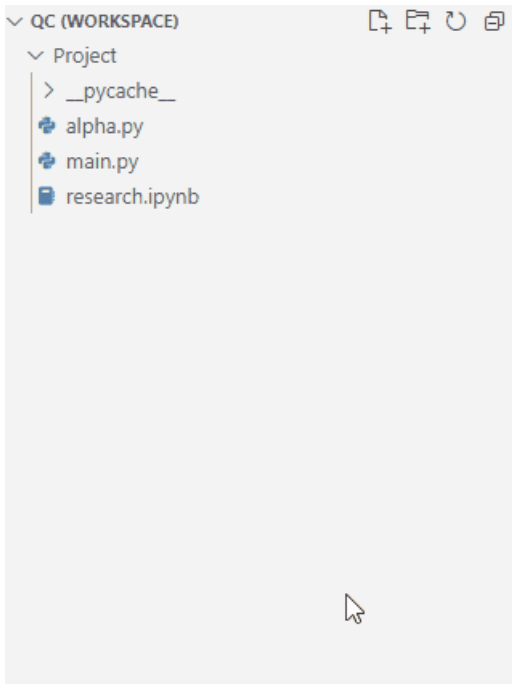 QC (WORKSPACE)
Project
__pycache__
alpha.py
main.py
research.ipynb